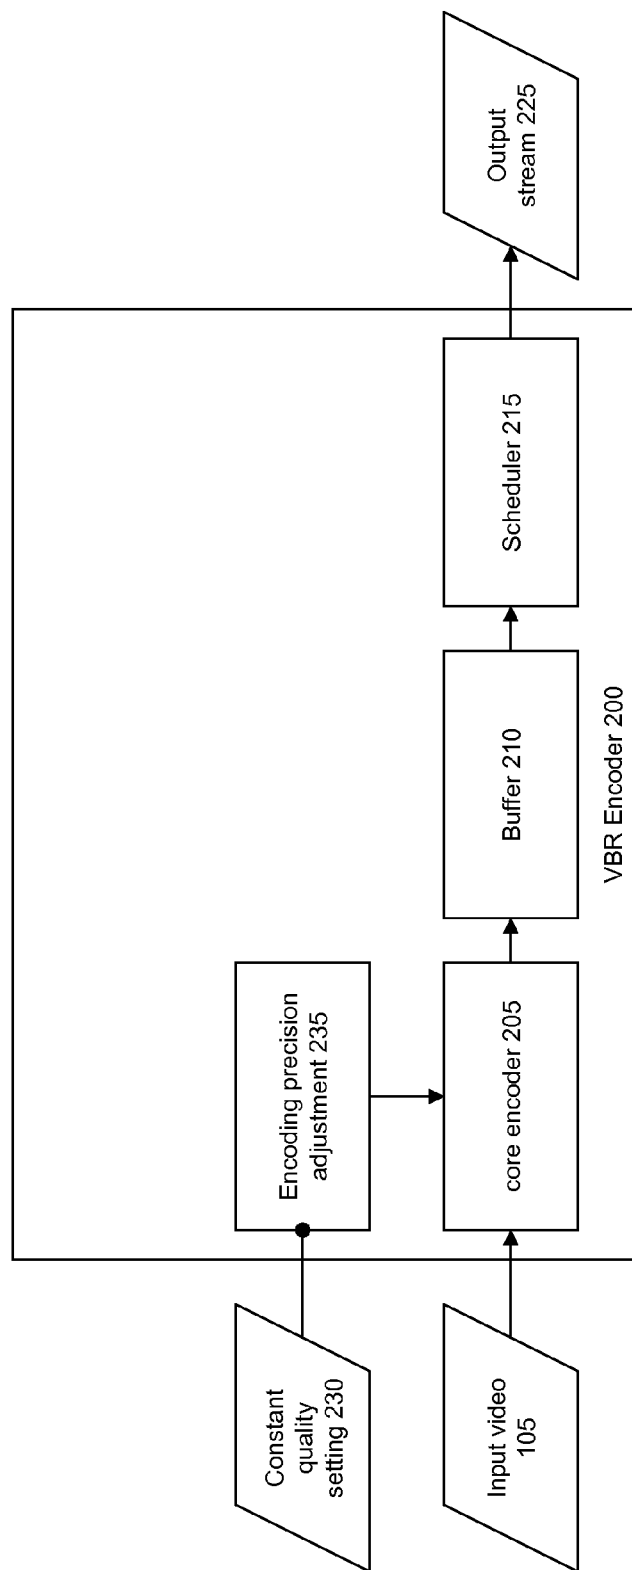 Constant
quality
setting 230
Encoding precision
adjustment 235
Input video
105
core encoder 205
Buffer 210
Scheduler 215
Output
stream 225
VBR Encoder 200